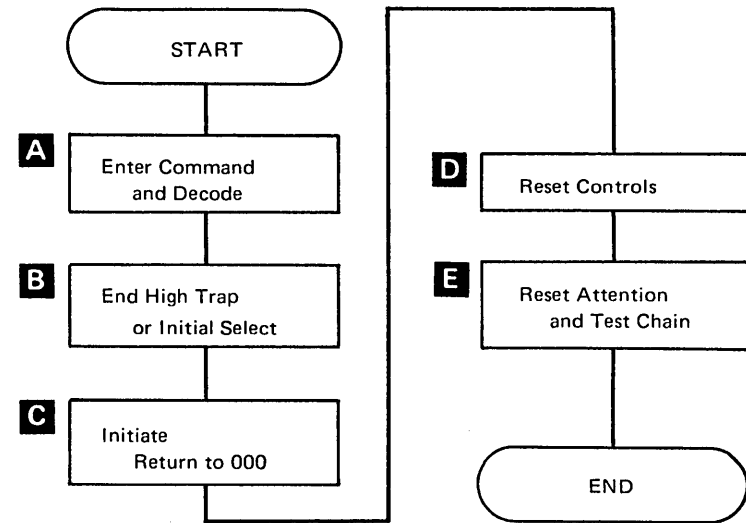 START
A
Enter Command
and Decode
B
End High Trap
or Initial Select
C
Initiate
Return to 000
D
Reset Controls
E
Reset Attention
and Test Chain
END